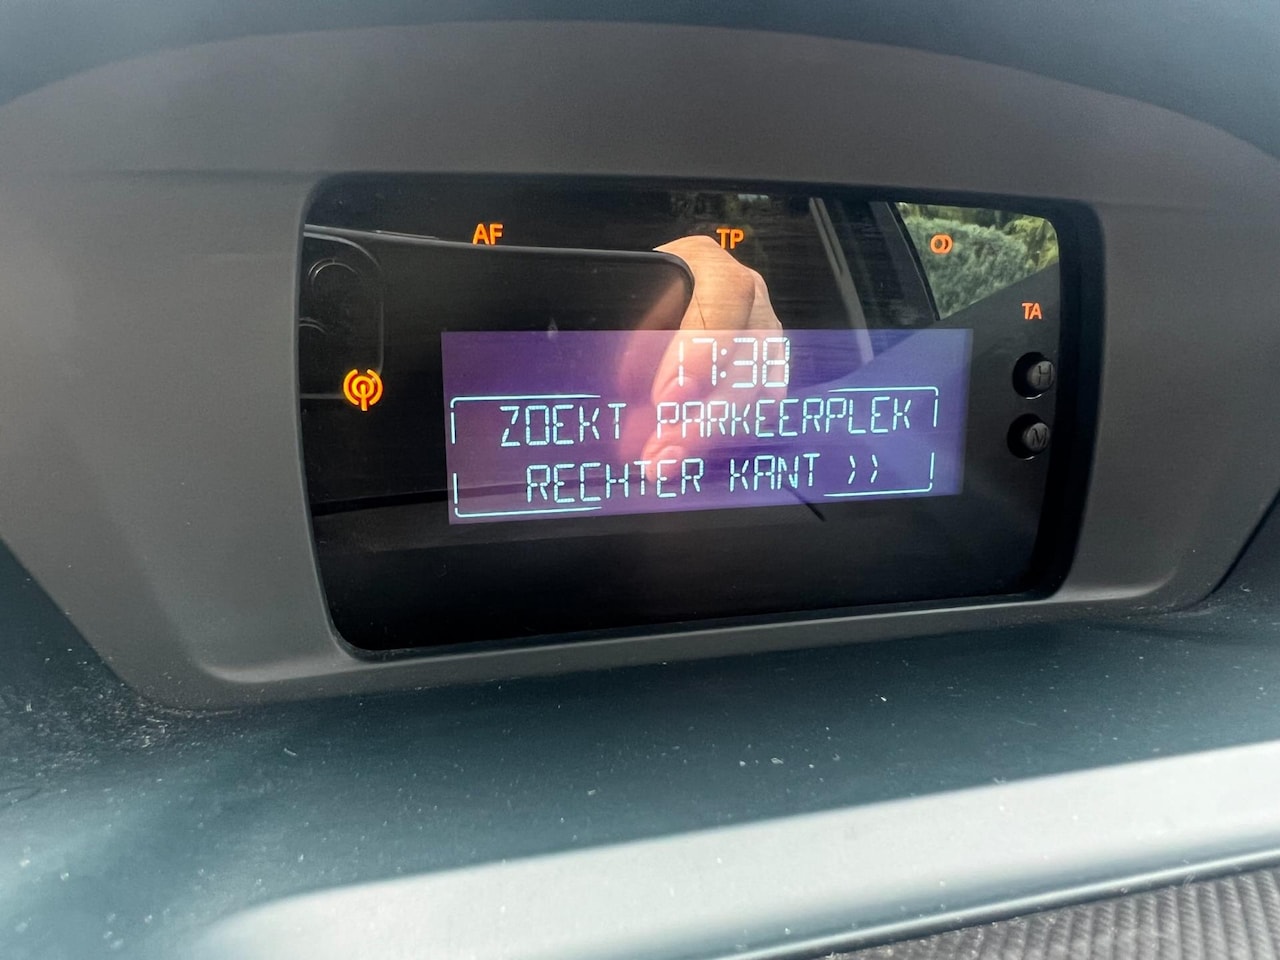 AF
TP
TA
17:38
H
ZOEKT PARKEERPLEK
M
RECHTER KANT >>